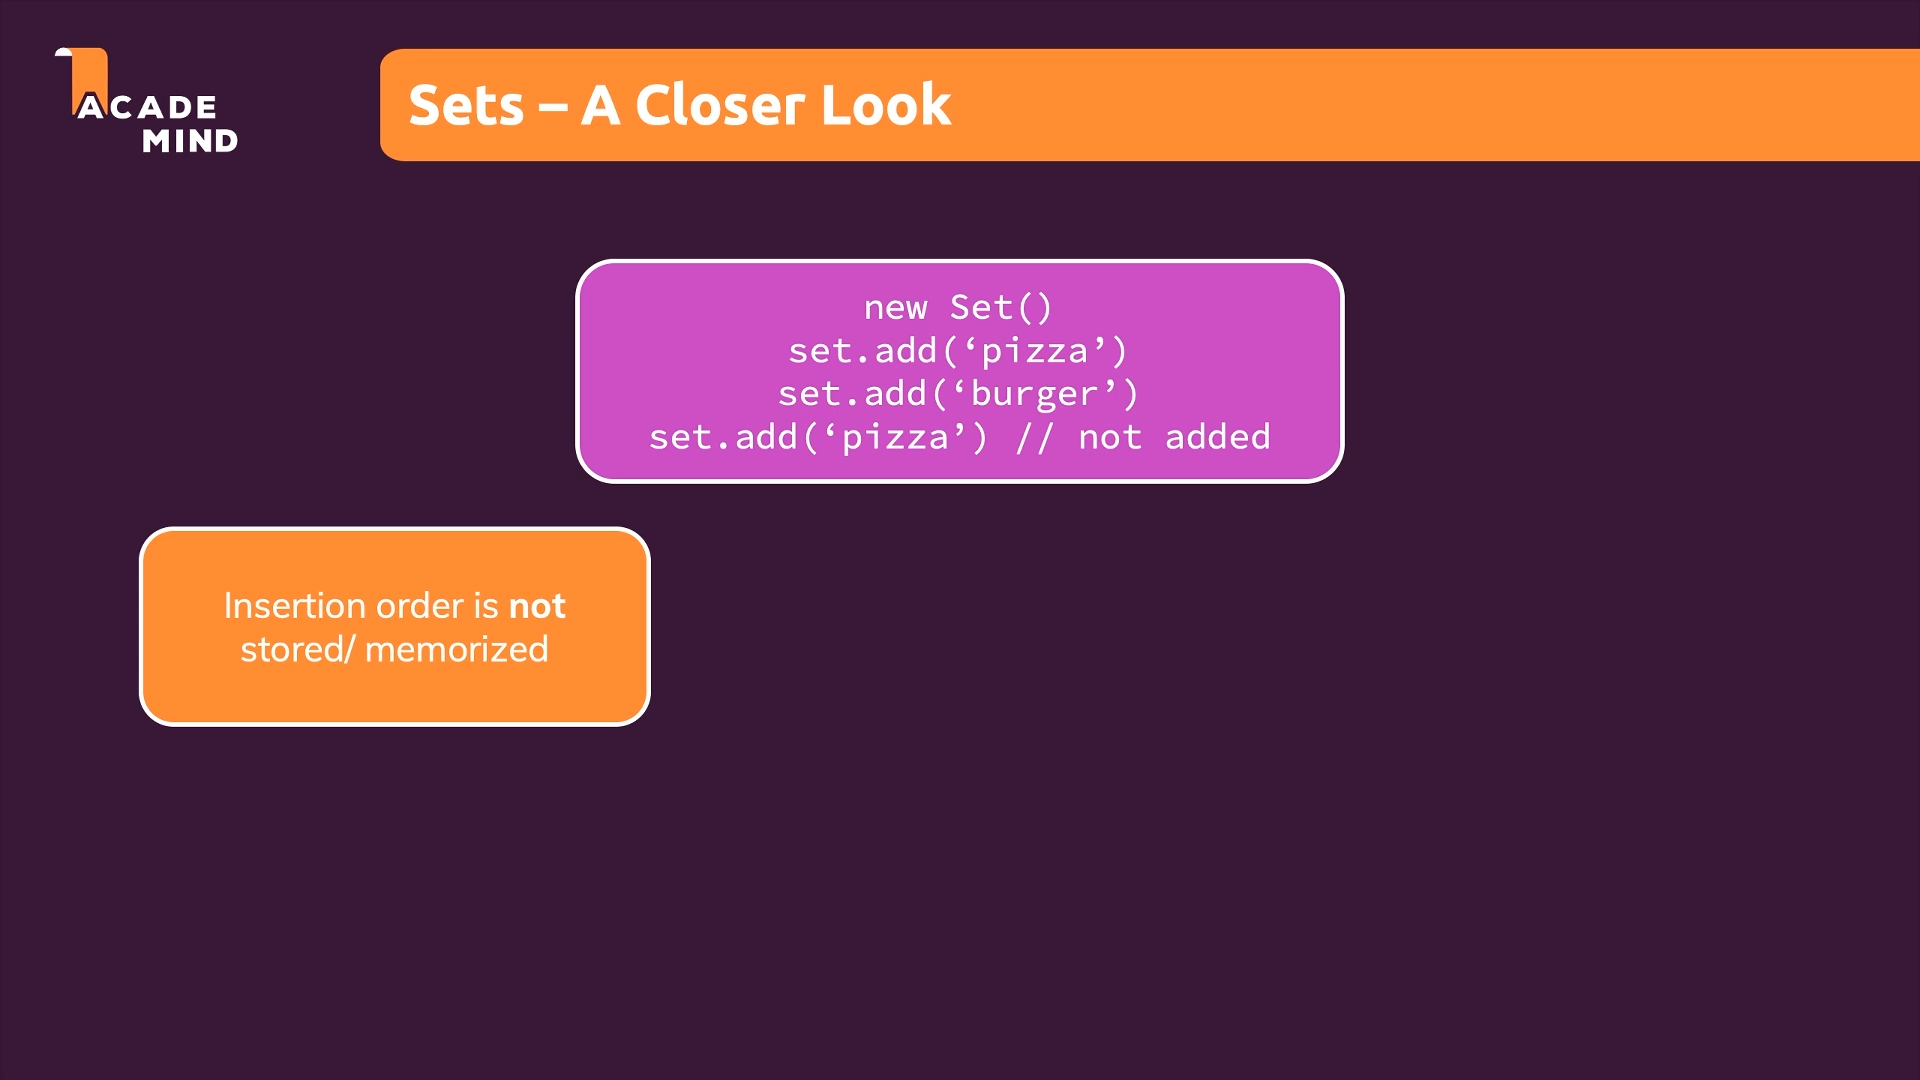 ACADE
MIND
Sets – A Closer Look
new Set()
set.add(‘pizza’)
set.add(‘burger’)
set.add(‘pizza’) // not added
Insertion order is not
stored/ memorized